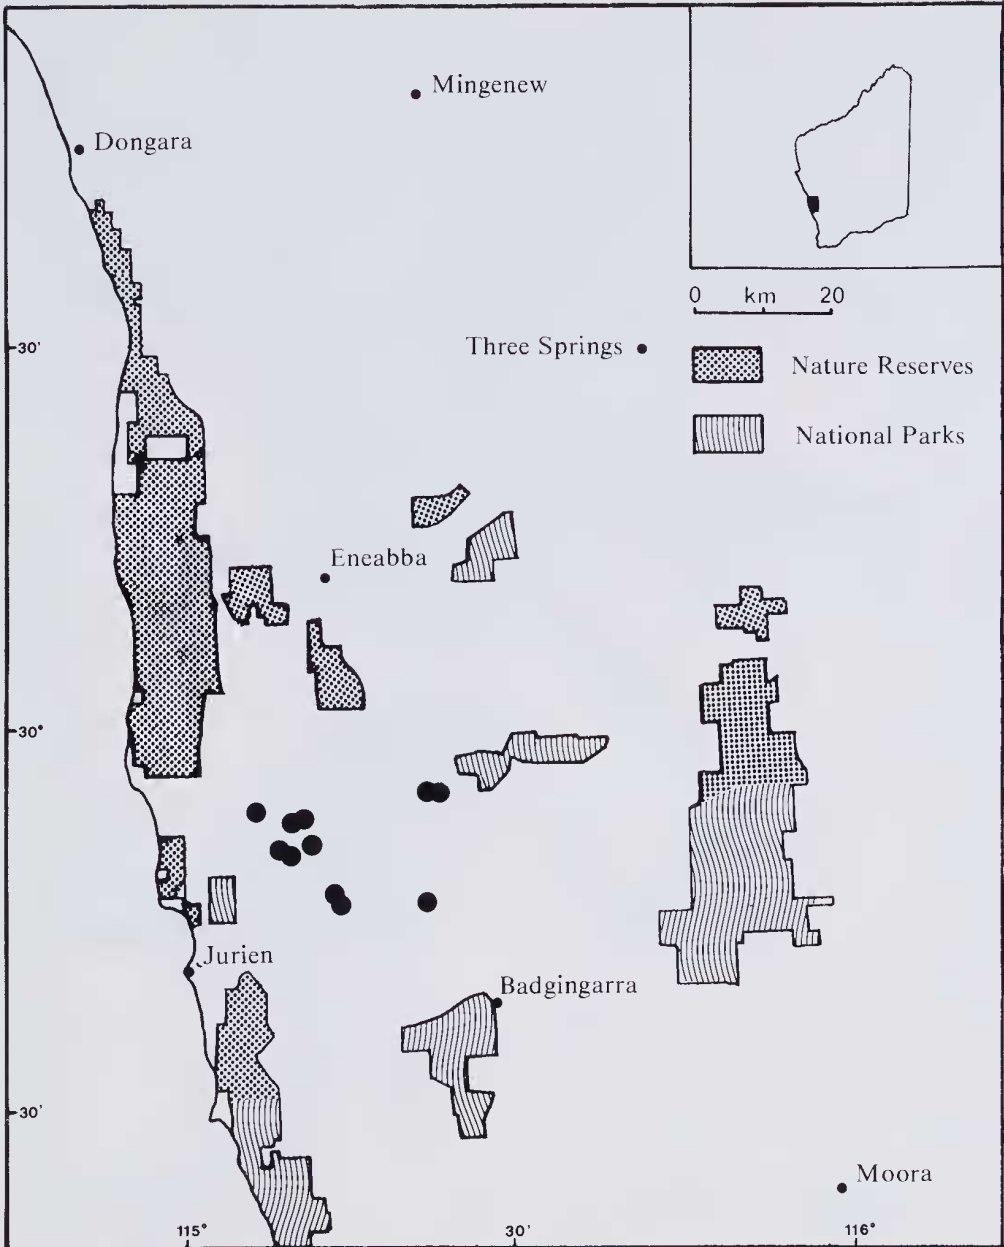 Mingenew
Dongara
0 km 20
30'
Three Springs
Nature Reserves
National Parks
Eneabba
30°
Jurien
Badgingarra
30'
Moora
115° 30' 116°